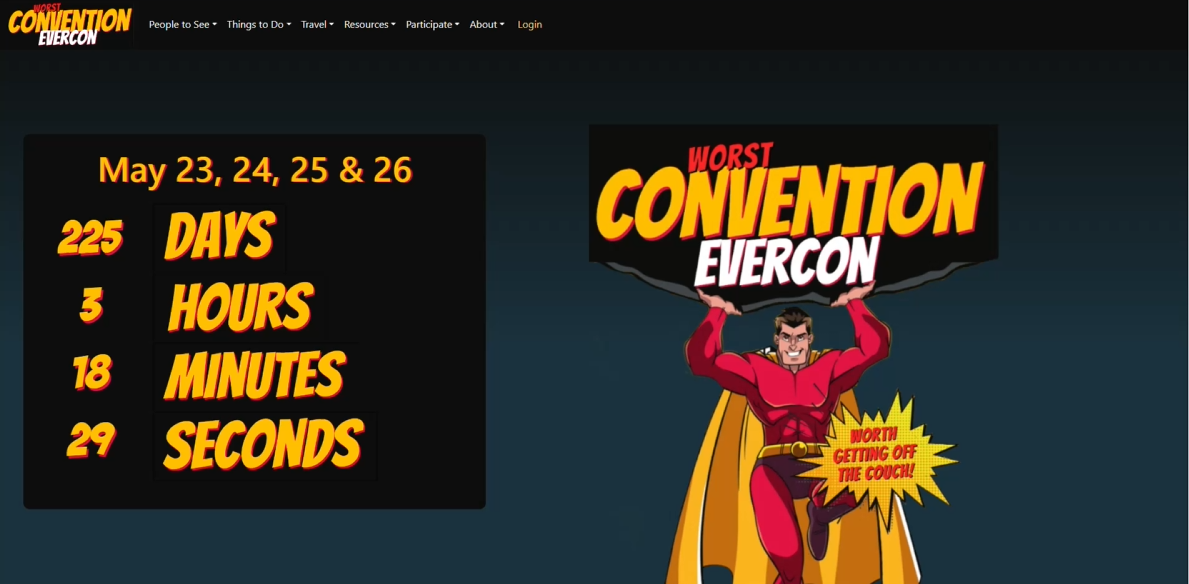 WORST
CONVENTION
EVERCON
People to See Things to Do Travel Resources Participate About Login
May 23, 24, 25 & 26
225 DAYS
3 HOURS
18 MINUTES
29 SECONDS
WORST
CONVENTION
EVERCON
WORTH
GETTING OFF
THE COUCH!